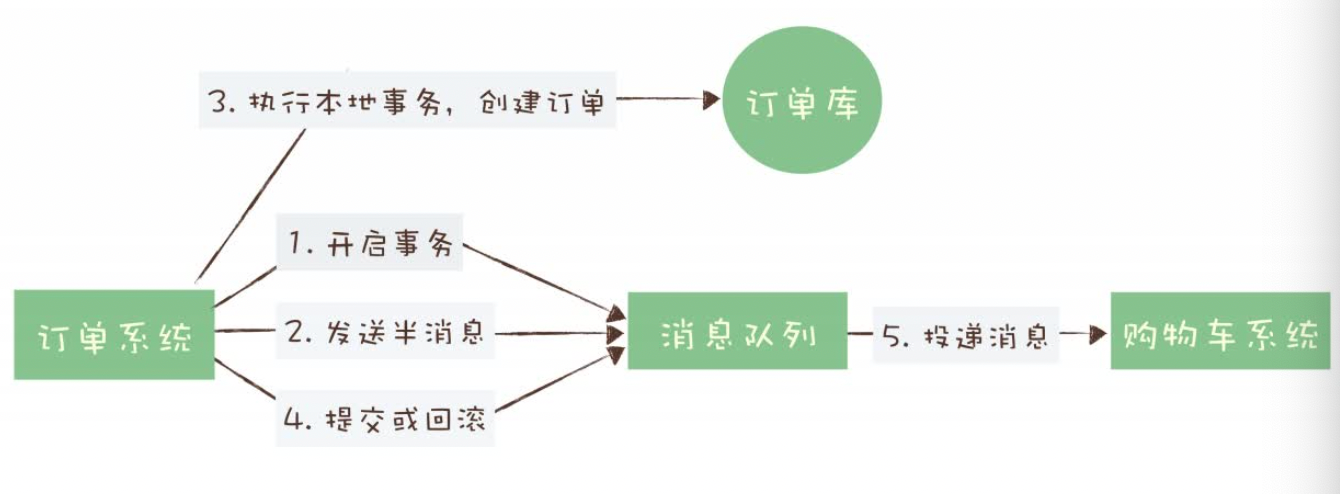 3. 执行本地事务, 创建订单
订单库
1. 开启事务
订单系统
2. 发送半消息
消息队列
5. 投递消息
购物车系统
4. 提交或回滚